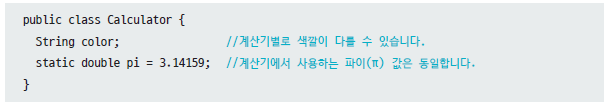 public class Calculator {
  String color;               //계산기별로 색깔이 다를 수 있습니다.
  static double pi = 3.14159;  //계산기에서 사용하는 파이(π) 값은 동일합니다.
}